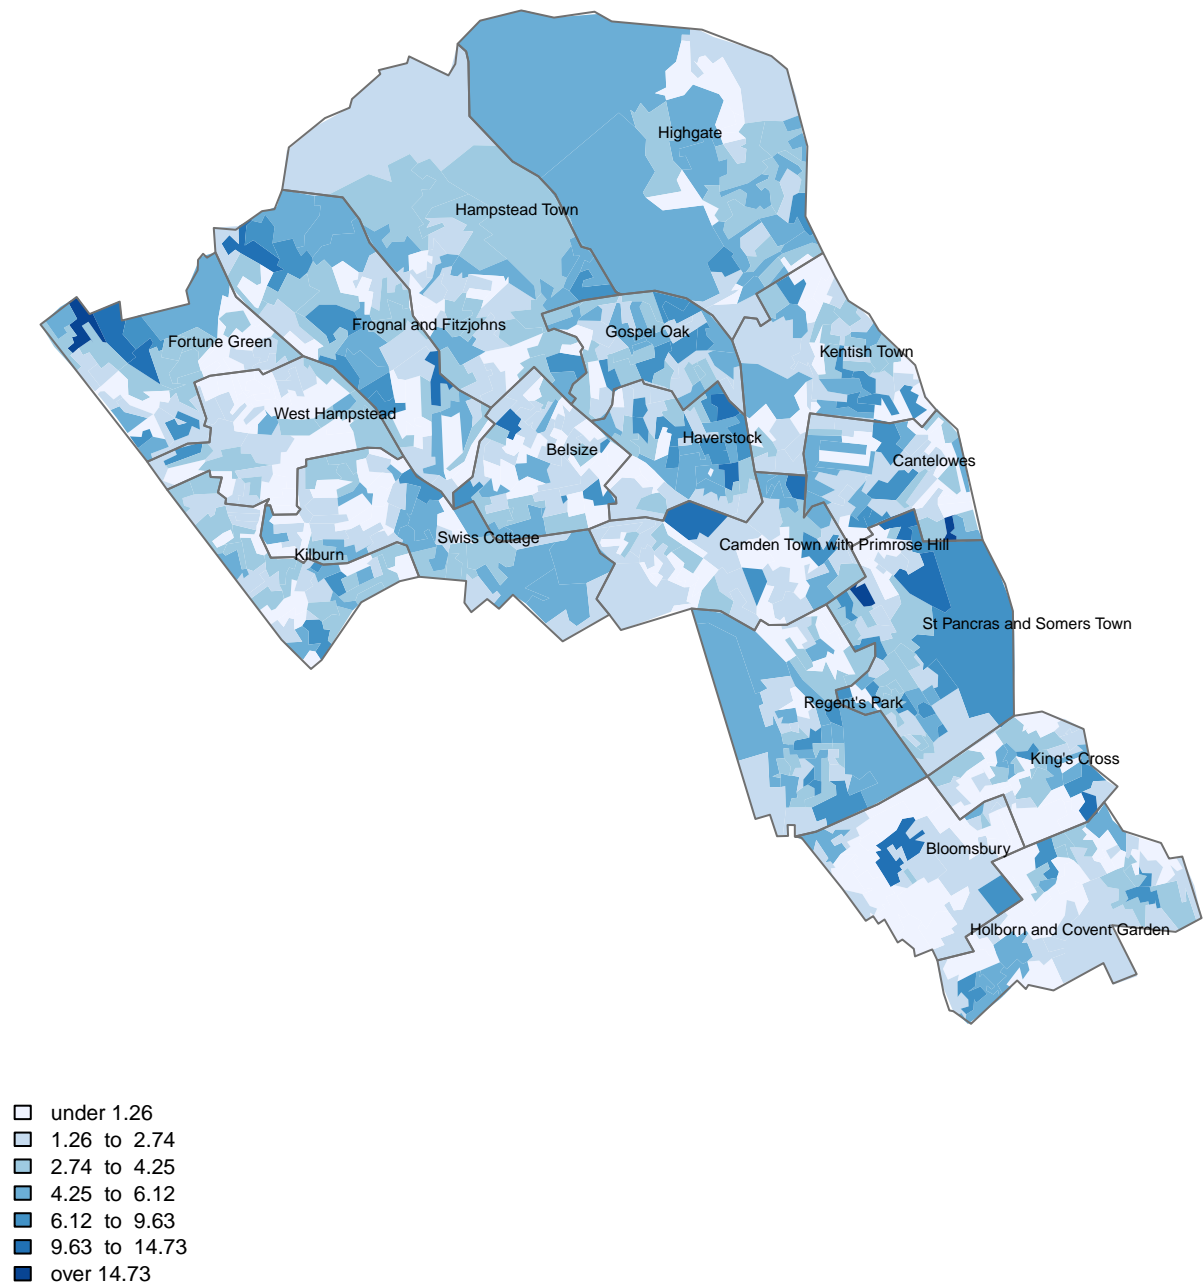 Highgate
Hampstead Town
Frognal and Fitzjohns
Gospel Oak
Fortune Green
Kentish Town
West Hampstead
Haverstock
Belsize
Cantelowes
Swiss Cottage
Camden Town with Primrose Hill
Kilburn
St Pancras and Somers Town
Regent's Park
King's Cross
Bloomsbury
Holborn and Covent Garden
under 1.26
1.26 to 2.74
2.74 to 4.25
4.25 to 6.12
6.12 to 9.63
9.63 to 14.73
over 14.73